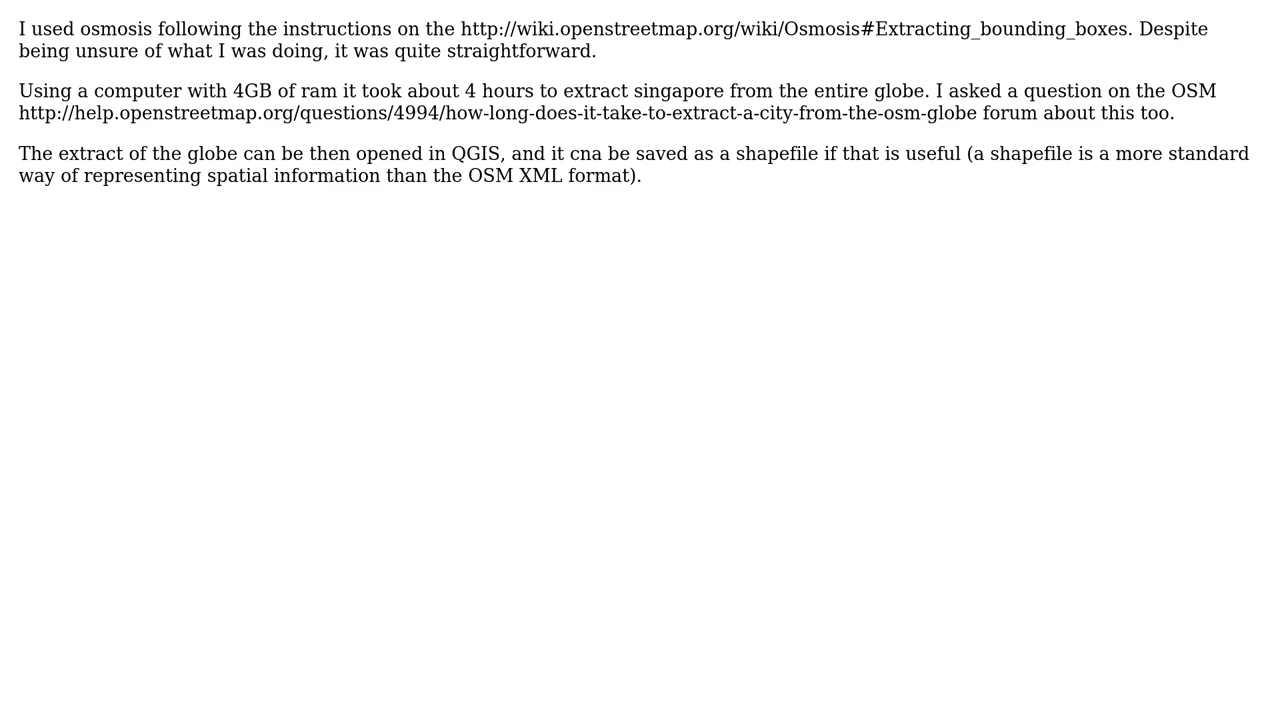 I used osmosis following the instructions on the http://wiki.openstreetmap.org/wiki/Osmosis#Extracting_bounding_boxes. Despite
being unsure of what I was doing, it was quite straightforward.
Using a computer with 4GB of ram it took about 4 hours to extract singapore from the entire globe. I asked a question on the OSM
http://help.openstreetmap.org/questions/4994/how-long-does-it-take-to-extract-a-city-from-the-osm-globe forum about this too.
The extract of the globe can be then opened in QGIS, and it cna be saved as a shapefile if that is useful (a shapefile is a more standard
way of representing spatial information than the OSM XML format).